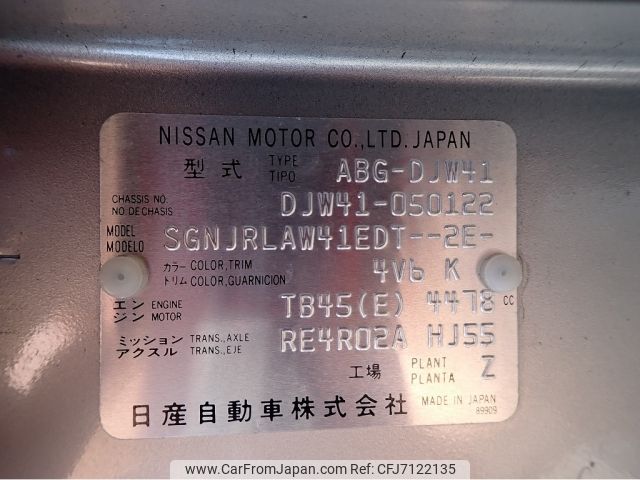 NISSAN MOTOR CO.,LTD. JAPAN
型式 TYPE TIPO ABG-DJW41
CHASSIS NO. NO DE CHASIS DJW41-050122
MODEL MODELO SGNJRLAW41EDT--2E-
カラー COLOR,TRIM トリム COLOR,GUARNICION 4V6 K
エンジン ENGINE MOTOR TB45(E) 4478 CC
ミッション TRANS.,AXLE アクスル TRANS.,EJE RE4R02A HJ55
工場 PLANT PLANTA Z
日産自動車株式会社 MADE IN JAPAN
89909
CarFromJapan
www.carfromjapan.com Ref No. CFJ7122135